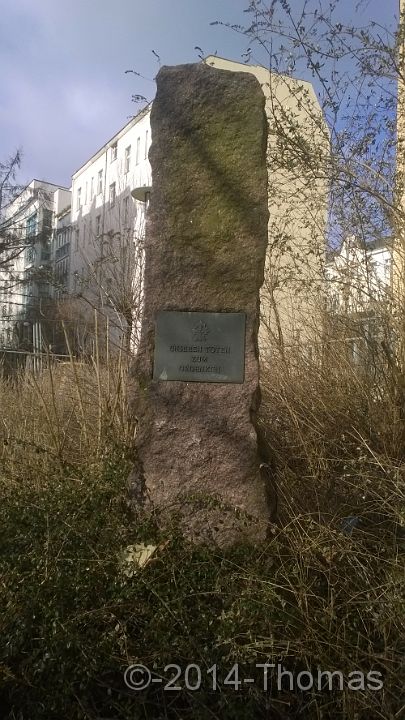 UNSEREN TOTEN
ZUM
GEDENKEN
©-2014-Thomas